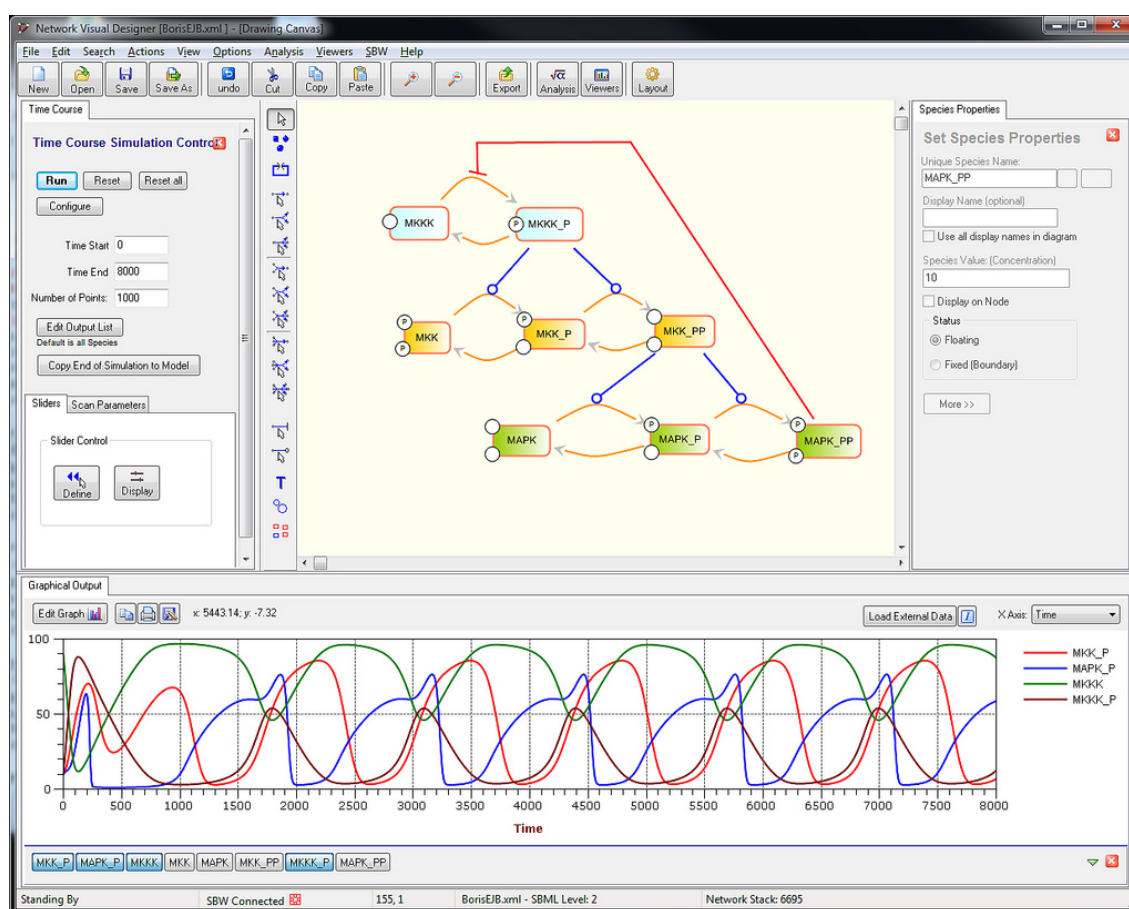 Network Visual Designer [BorisEJB.xml ] - [Drawing Canvas]
File Edit Search Actions View Options Analysis Viewers SBW Help
New Open Save Save As undo Cut Copy Paste Export Analysis Viewers Layout
Time Course
Time Course Simulation Control
Run Reset Reset all
Configure
Time Start 0
Time End 8000
Number of Points: 1000
Edit Output List
Default is all Species
Copy End of Simulation to Model
Sliders Scan Parameters
Slider Control
Define Display
T
MKKK P MKKK_P
P P MKK P MKK_P MKK_PP
MAPK P MAPK_P P P MAPK_PP
Species Properties
Set Species Properties
Unique Species Name:
MAPK_PP
Display Name (optional)
Use all display names in diagram
Species Value: (Concentration)
10
Display on Node
Status
Floating
Fixed (Boundary)
More >>
Graphical Output
Edit Graph x: 5443.14; y: -7.32 Load External Data X Axis: Time
100
50
0
0 500 1000 1500 2000 2500 3000 3500 4000 4500 5000 5500 6000 6500 7000 7500 8000
Time
MKK_P
MAPK_P
MKKK
MKKK_P
MKK_P MAPK_P MKKK MKK MAPK MKK_PP MKKK_P MAPK_PP
Standing By SBW Connected 155, 1 BorisEJB.xml - SBML Level: 2 Network Stack: 6695